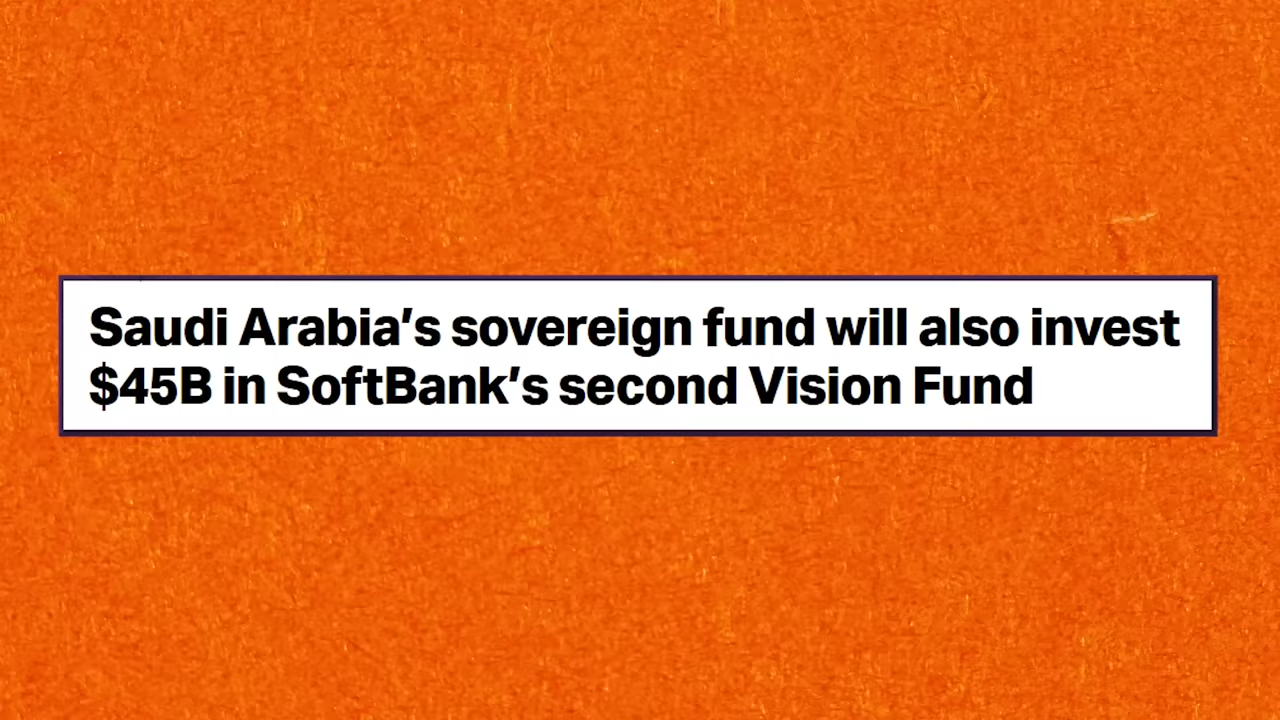 Saudi Arabia’s sovereign fund will also invest
$45B in SoftBank’s second Vision Fund